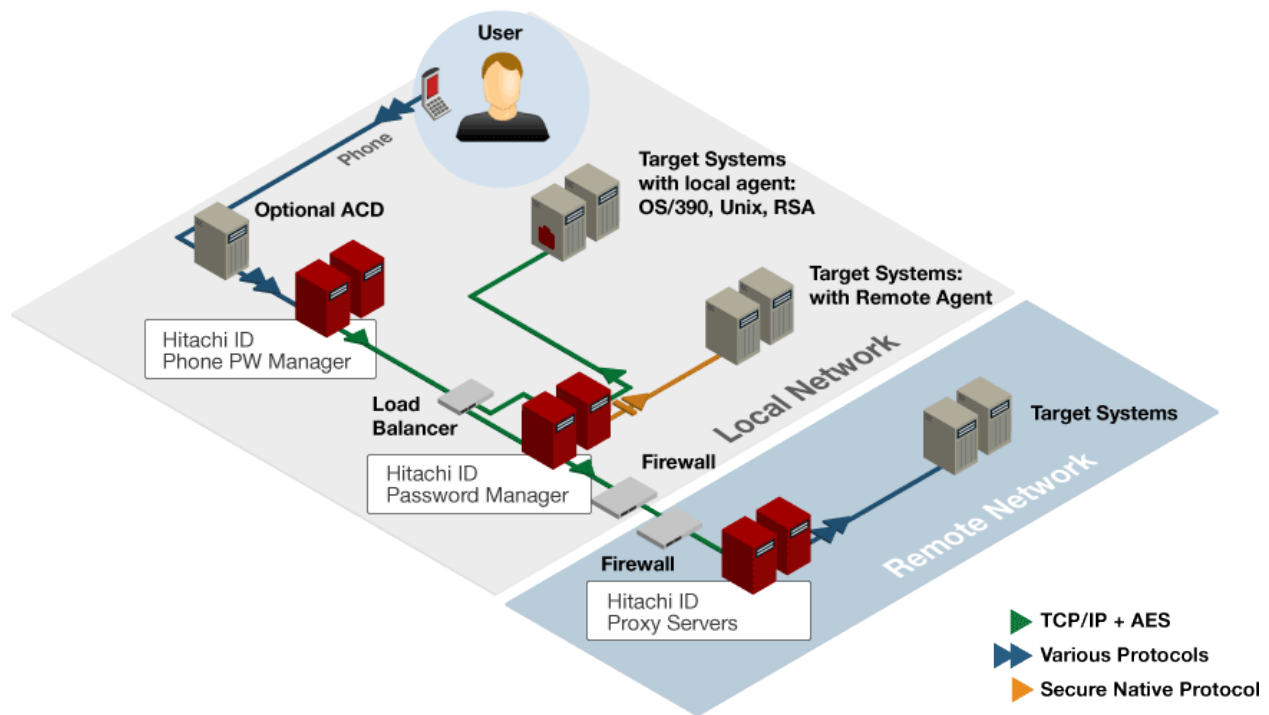 User
Phone
Target Systems
with local agent:
OS/390, Unix, RSA
Optional ACD
Target Systems:
with Remote Agent
Hitachi ID
Phone PW Manager
Local Network
Load
Balancer
Target Systems
Hitachi ID
Password Manager
Firewall
Remote Network
Firewall
Hitachi ID
Proxy Servers
TCP/IP + AES
Various Protocols
Secure Native Protocol